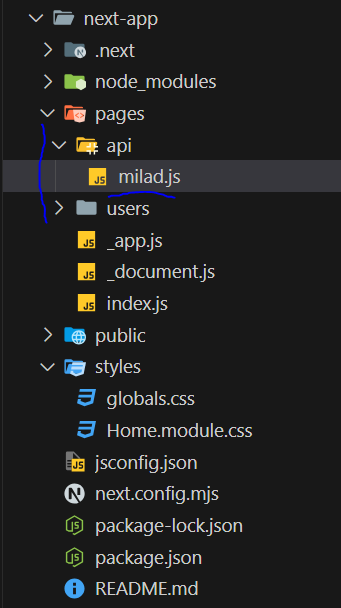 next-app
.next
node_modules
pages
api
milad.js
users
_app.js
_document.js
index.js
public
styles
globals.css
Home.module.css
jsconfig.json
next.config.mjs
package-lock.json
package.json
README.md